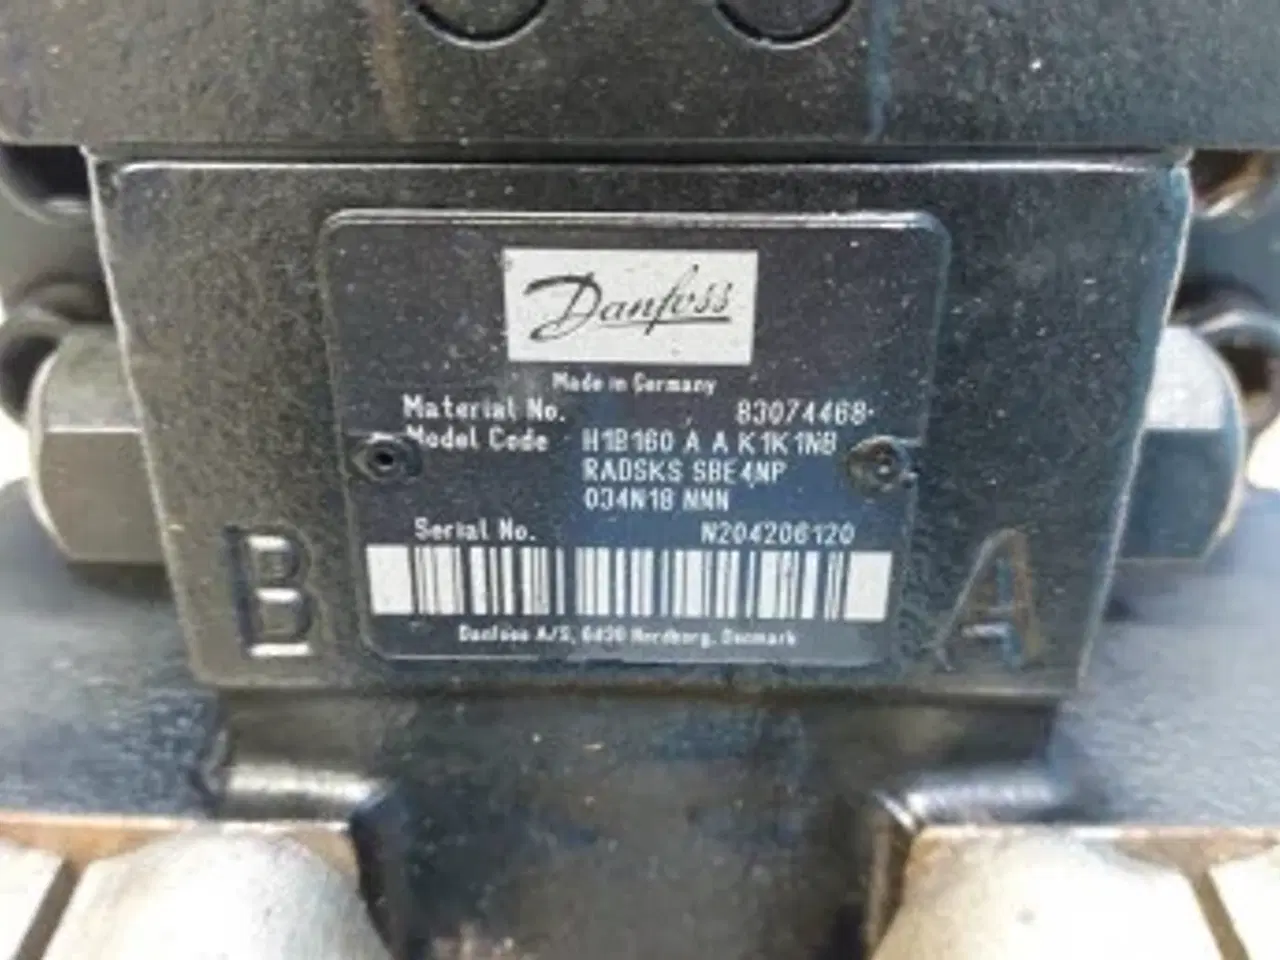 Danfoss
Made in Germany
Material No. 83074468
Model Code H1B160 A A K1K1NB
RADSKS SBE4NP
034N18 NNN
Serial No. N204206120
Danfoss A/S, 6430 Nordborg, Denmark
B A